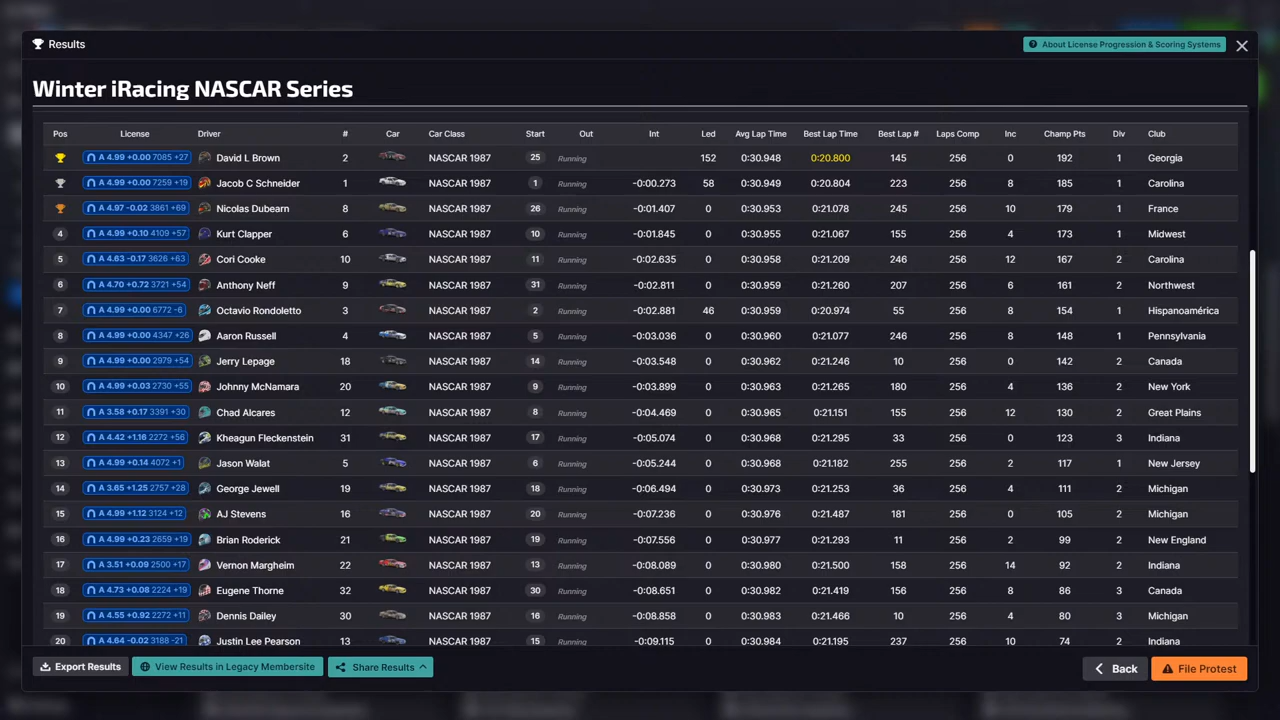 Results
About License Progression & Scoring Systems
Winter iRacing NASCAR Series
Pos License Driver # Car Car Class Start Out Int Led Avg Lap Time Best Lap Time Best Lap # Laps Comp Inc Champ Pts Div Club
A 4.99 +0.00 7085 +27 David L Brown 2 NASCAR 1987 25 Running 152 0:30.948 0:20.800 145 256 0 192 1 Georgia
A 4.99 +0.00 7259 +19 Jacob C Schneider 1 NASCAR 1987 1 Running -0:00.273 58 0:30.949 0:20.804 223 256 8 185 1 Carolina
A 4.97 -0.02 3861 +69 Nicolas Dubearn 8 NASCAR 1987 26 Running -0:01.407 0 0:30.953 0:21.078 245 256 10 179 1 France
4 A 4.99 +0.10 4109 +57 Kurt Clapper 6 NASCAR 1987 10 Running -0:01.845 0 0:30.955 0:21.067 155 256 4 173 1 Midwest
5 A 4.63 -0.17 3626 +63 Cori Cooke 10 NASCAR 1987 11 Running -0:02.635 0 0:30.958 0:21.209 246 256 12 167 2 Carolina
6 A 4.70 +0.72 3721 +54 Anthony Neff 9 NASCAR 1987 31 Running -0:02.811 0 0:30.959 0:21.260 207 256 6 161 2 Northwest
7 A 4.99 +0.00 6772 -6 Octavio Rondoletto 3 NASCAR 1987 2 Running -0:02.881 46 0:30.959 0:20.974 55 256 8 154 1 Hispanoamérica
8 A 4.99 +0.00 4347 +26 Aaron Russell 4 NASCAR 1987 5 Running -0:03.036 0 0:30.960 0:21.077 246 256 8 148 1 Pennsylvania
9 A 4.99 +0.00 2979 +54 Jerry Lepage 18 NASCAR 1987 14 Running -0:03.548 0 0:30.962 0:21.246 10 256 0 142 2 Canada
10 A 4.99 +0.03 2730 +55 Johnny McNamara 20 NASCAR 1987 9 Running -0:03.899 0 0:30.963 0:21.265 180 256 4 136 2 New York
11 A 3.58 +0.17 3391 +30 Chad Alcares 12 NASCAR 1987 8 Running -0:04.469 0 0:30.965 0:21.151 155 256 12 130 2 Great Plains
12 A 4.42 +1.16 2272 +56 Kheagun Fleckenstein 31 NASCAR 1987 17 Running -0:05.074 0 0:30.968 0:21.295 33 256 0 123 3 Indiana
13 A 4.99 +0.14 4072 +1 Jason Walat 5 NASCAR 1987 6 Running -0:05.244 0 0:30.968 0:21.182 255 256 2 117 1 New Jersey
14 A 3.65 +1.25 2757 +28 George Jewell 19 NASCAR 1987 18 Running -0:06.494 0 0:30.973 0:21.253 36 256 4 111 2 Michigan
15 A 4.99 +1.12 3124 +12 AJ Stevens 16 NASCAR 1987 20 Running -0:07.236 0 0:30.976 0:21.487 181 256 0 105 2 Michigan
16 A 4.99 +0.23 2659 +19 Brian Roderick 21 NASCAR 1987 19 Running -0:07.556 0 0:30.977 0:21.293 11 256 2 99 2 New England
17 A 3.51 +0.09 2500 +17 Vernon Margheim 22 NASCAR 1987 13 Running -0:08.089 0 0:30.980 0:21.500 158 256 14 92 2 Indiana
18 A 4.73 +0.08 2224 +19 Eugene Thorne 32 NASCAR 1987 30 Running -0:08.651 0 0:30.982 0:21.419 156 256 8 86 3 Canada
19 A 4.55 +0.92 2272 +11 Dennis Dailey 30 NASCAR 1987 16 Running -0:08.858 0 0:30.983 0:21.466 10 256 4 80 3 Michigan
20 A 4.64 -0.02 3188 -21 Justin Lee Pearson 13 NASCAR 1987 15 Running -0:09.115 0 0:30.984 0:21.195 237 256 10 74 2 Indiana
Export Results View Results in Legacy Membersite Share Results Back File Protest